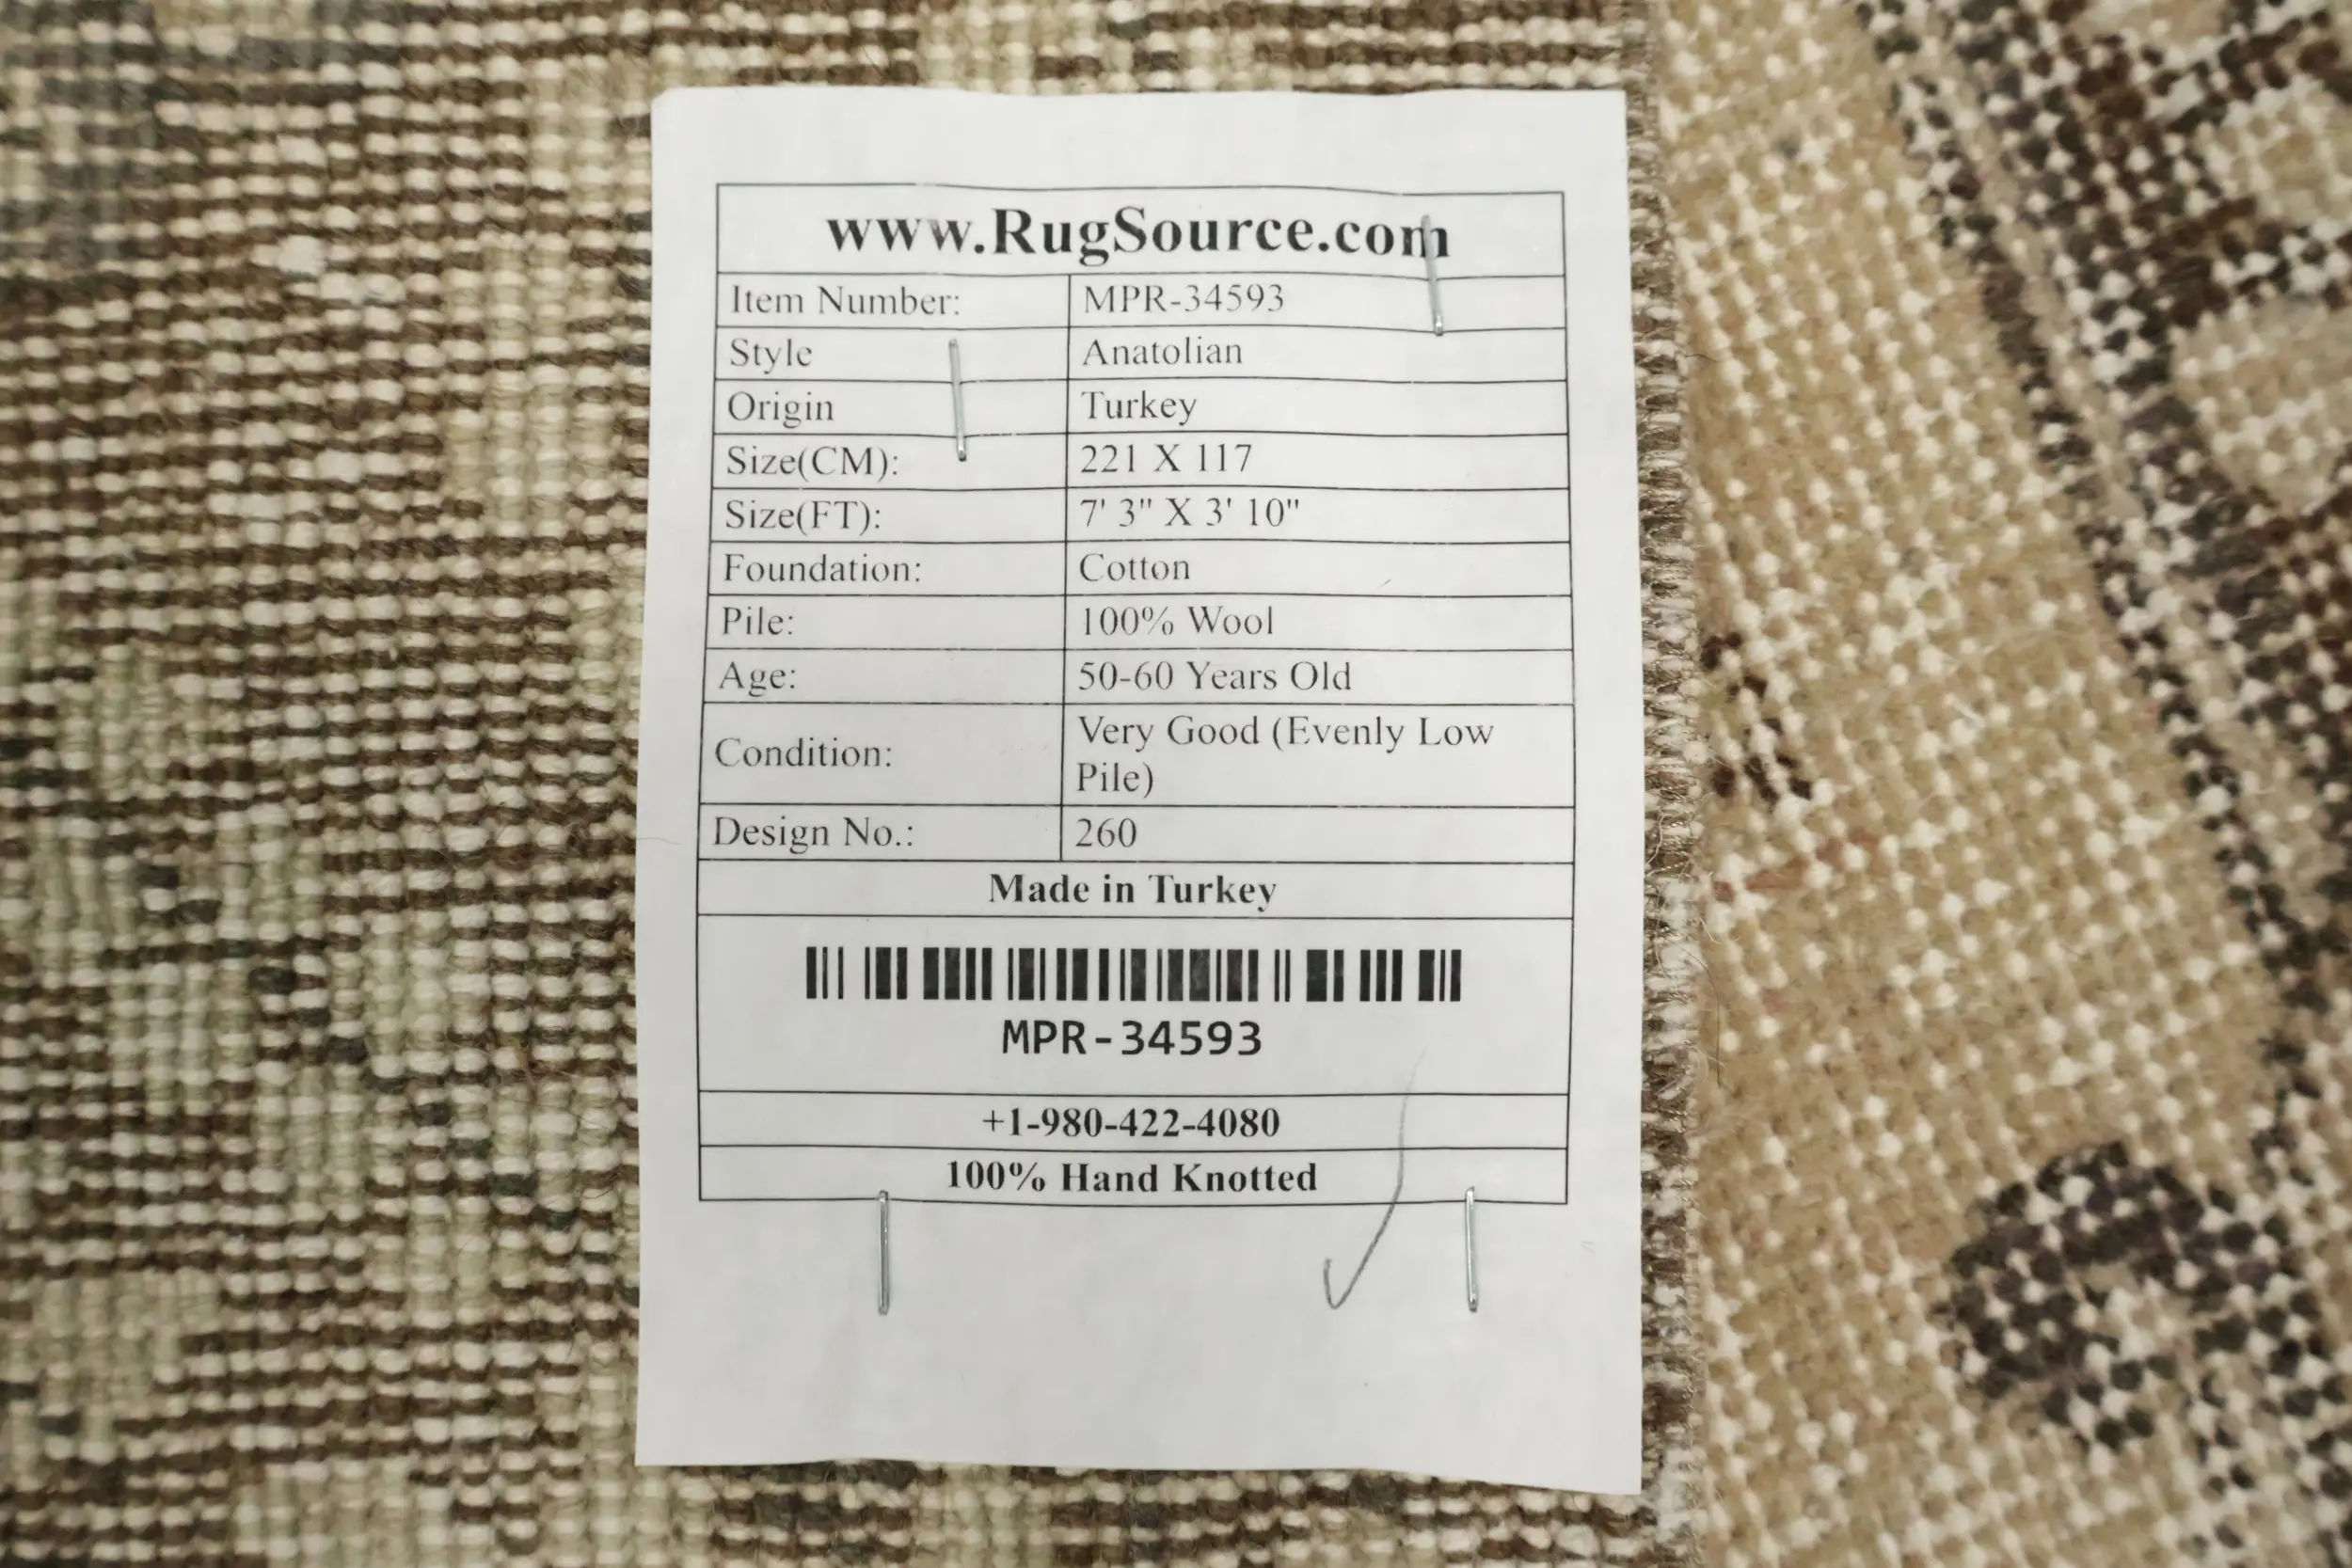 www.RugSource.com
Item Number: MPR-34593
Style Anatolian
Origin Turkey
Size(CM): 221 X 117
Size(FT): 7' 3" X 3' 10"
Foundation: Cotton
Pile: 100% Wool
Age: 50-60 Years Old
Condition: Very Good (Evenly Low
Pile)
Design No.: 260
Made in Turkey
MPR-34593
+1-980-422-4080
100% Hand Knotted